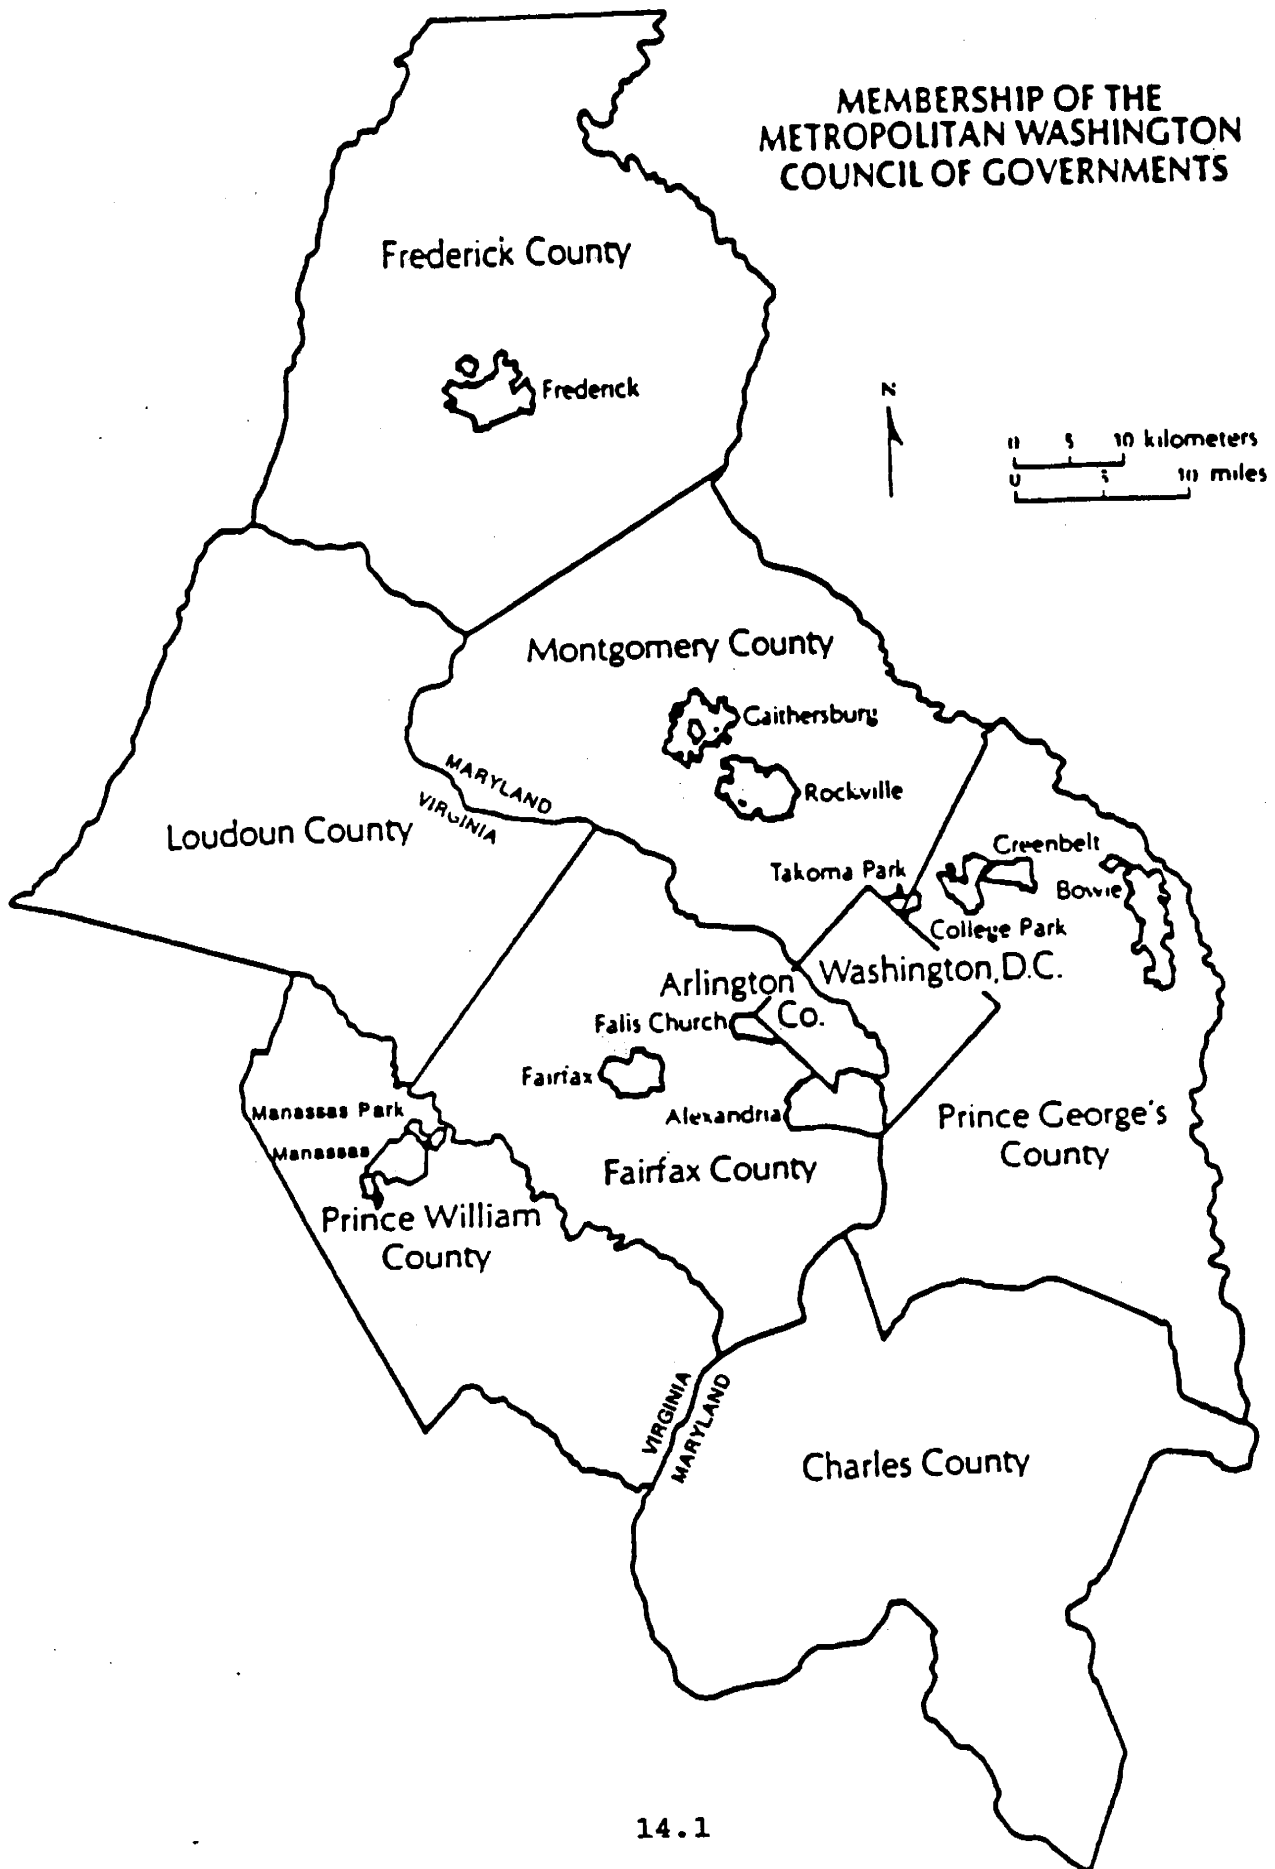 MEMBERSHIP OF THE
METROPOLITAN WASHINGTON
COUNCIL OF GOVERNMENTS
Frederick County
Frederick
N
0 5 10 kilometers
0 5 10 miles
Montgomery County
Gaithersburg
Rockville
MARYLAND
VIRGINIA
Loudoun County
Takoma Park
Greenbelt
Bowie
College Park
Washington, D.C.
Arlington
Co.
Falls Church
Fairfax
Alexandria
Manassas Park
Manassas
Prince George's
County
Fairfax County
Prince William
County
VIRGINIA
MARYLAND
Charles County
14.1